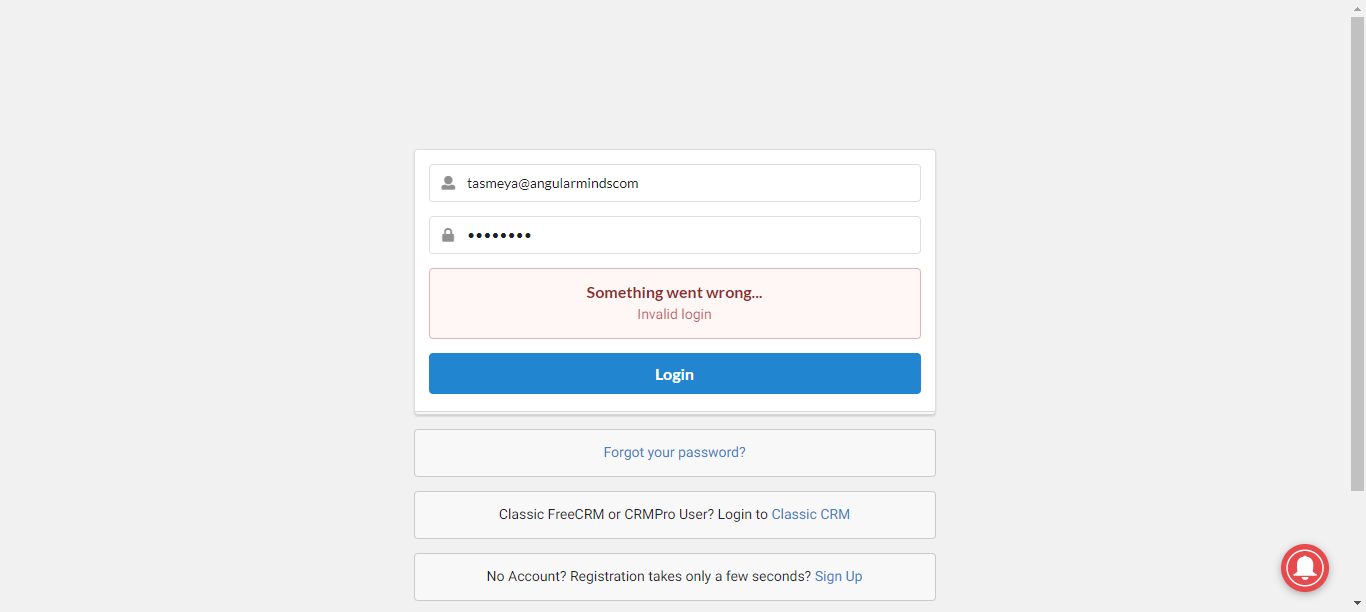 tasmeya@angularmindscom
••••••••
Something went wrong...
Invalid login
Login
Forgot your password?
Classic FreeCRM or CRMPro User? Login to Classic CRM
No Account? Registration takes only a few seconds? Sign Up